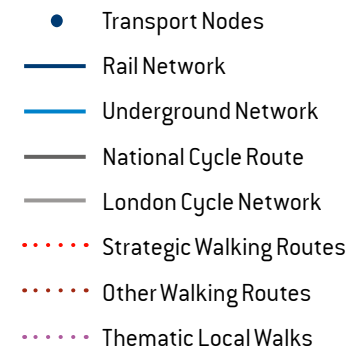 Transport Nodes
Rail Network
Underground Network
National Cycle Route
London Cycle Network
Strategic Walking Routes
Other Walking Routes
Thematic Local Walks